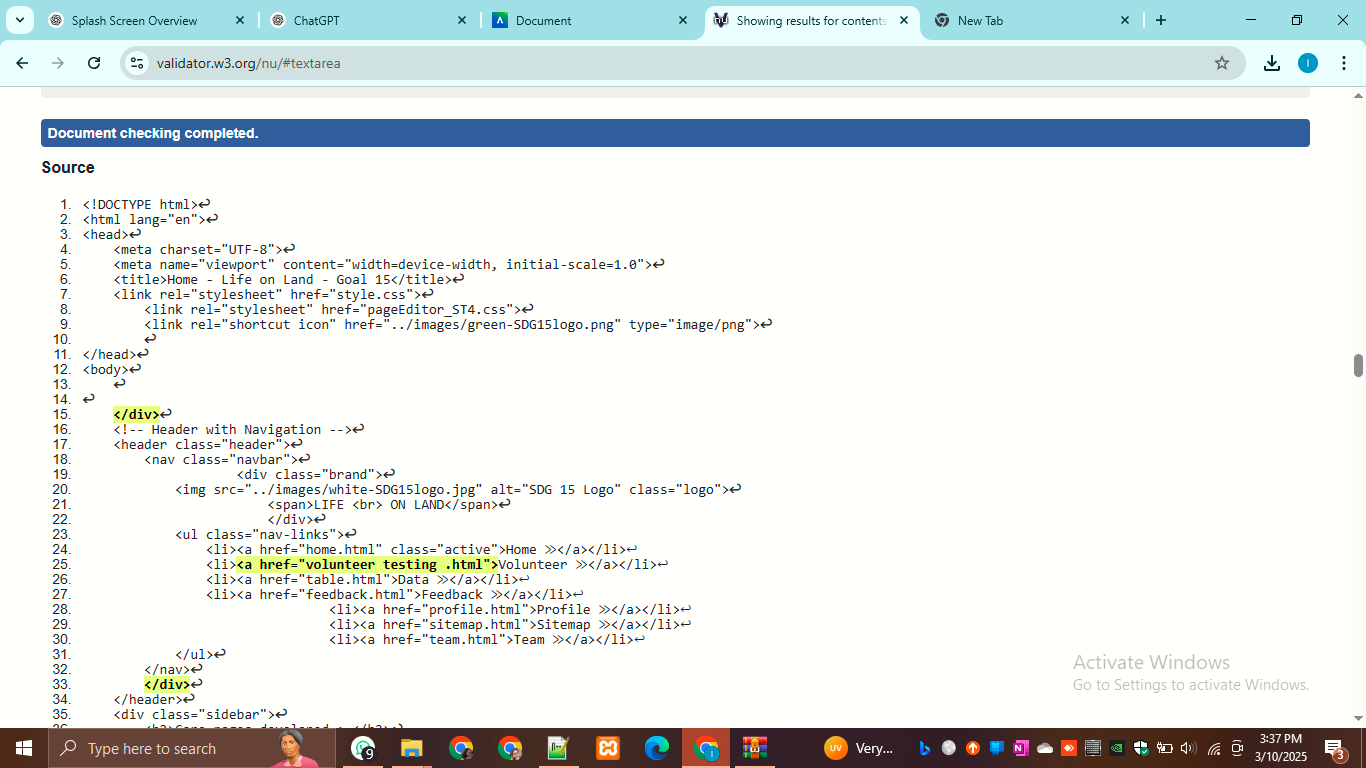 Splash Screen Overview
ChatGPT
Document
Showing results for contents
New Tab
validator.w3.org/nu/#textarea
Document checking completed.
Source
1. <!DOCTYPE html>↩
2. <html lang="en">↩
3. <head>↩
4. <meta charset="UTF-8">↩
5. <meta name="viewport" content="width=device-width, initial-scale=1.0">↩
6. <title>Home - Life on Land - Goal 15</title>↩
7. <link rel="stylesheet" href="style.css">↩
8. <link rel="stylesheet" href="pageEditor_ST4.css">↩
9. <link rel="shortcut icon" href="../images/green-SDG15logo.png" type="image/png">↩
10. ↩
11. </head>↩
12. <body>↩
13. ↩
14. ↩
15. </div>↩
16. <!-- Header with Navigation -->↩
17. <header class="header">↩
18. <nav class="navbar">↩
19. <div class="brand">↩
20. <img src="../images/white-SDG15logo.jpg" alt="SDG 15 Logo" class="logo">↩
21. <span>LIFE <br> ON LAND</span>↩
22. </div>↩
23. <ul class="nav-links">↩
24. <li><a href="home.html" class="active">Home ⨠</a></li>↩
25. <li><a href="volunteer testing .html">Volunteer ⨠</a></li>↩
26. <li><a href="table.html">Data ⨠</a></li>↩
27. <li><a href="feedback.html">Feedback ⨠</a></li>↩
28. <li><a href="profile.html">Profile ⨠</a></li>↩
29. <li><a href="sitemap.html">Sitemap ⨠</a></li>↩
30. <li><a href="team.html">Team ⨠</a></li>↩
31. </ul>↩
32. </nav>↩
33. </div>↩
34. </header>↩
35. <div class="sidebar">↩
Activate Windows
Go to Settings to activate Windows.
Type here to search
9
UV
Very...
3:37 PM
3/10/2025
3